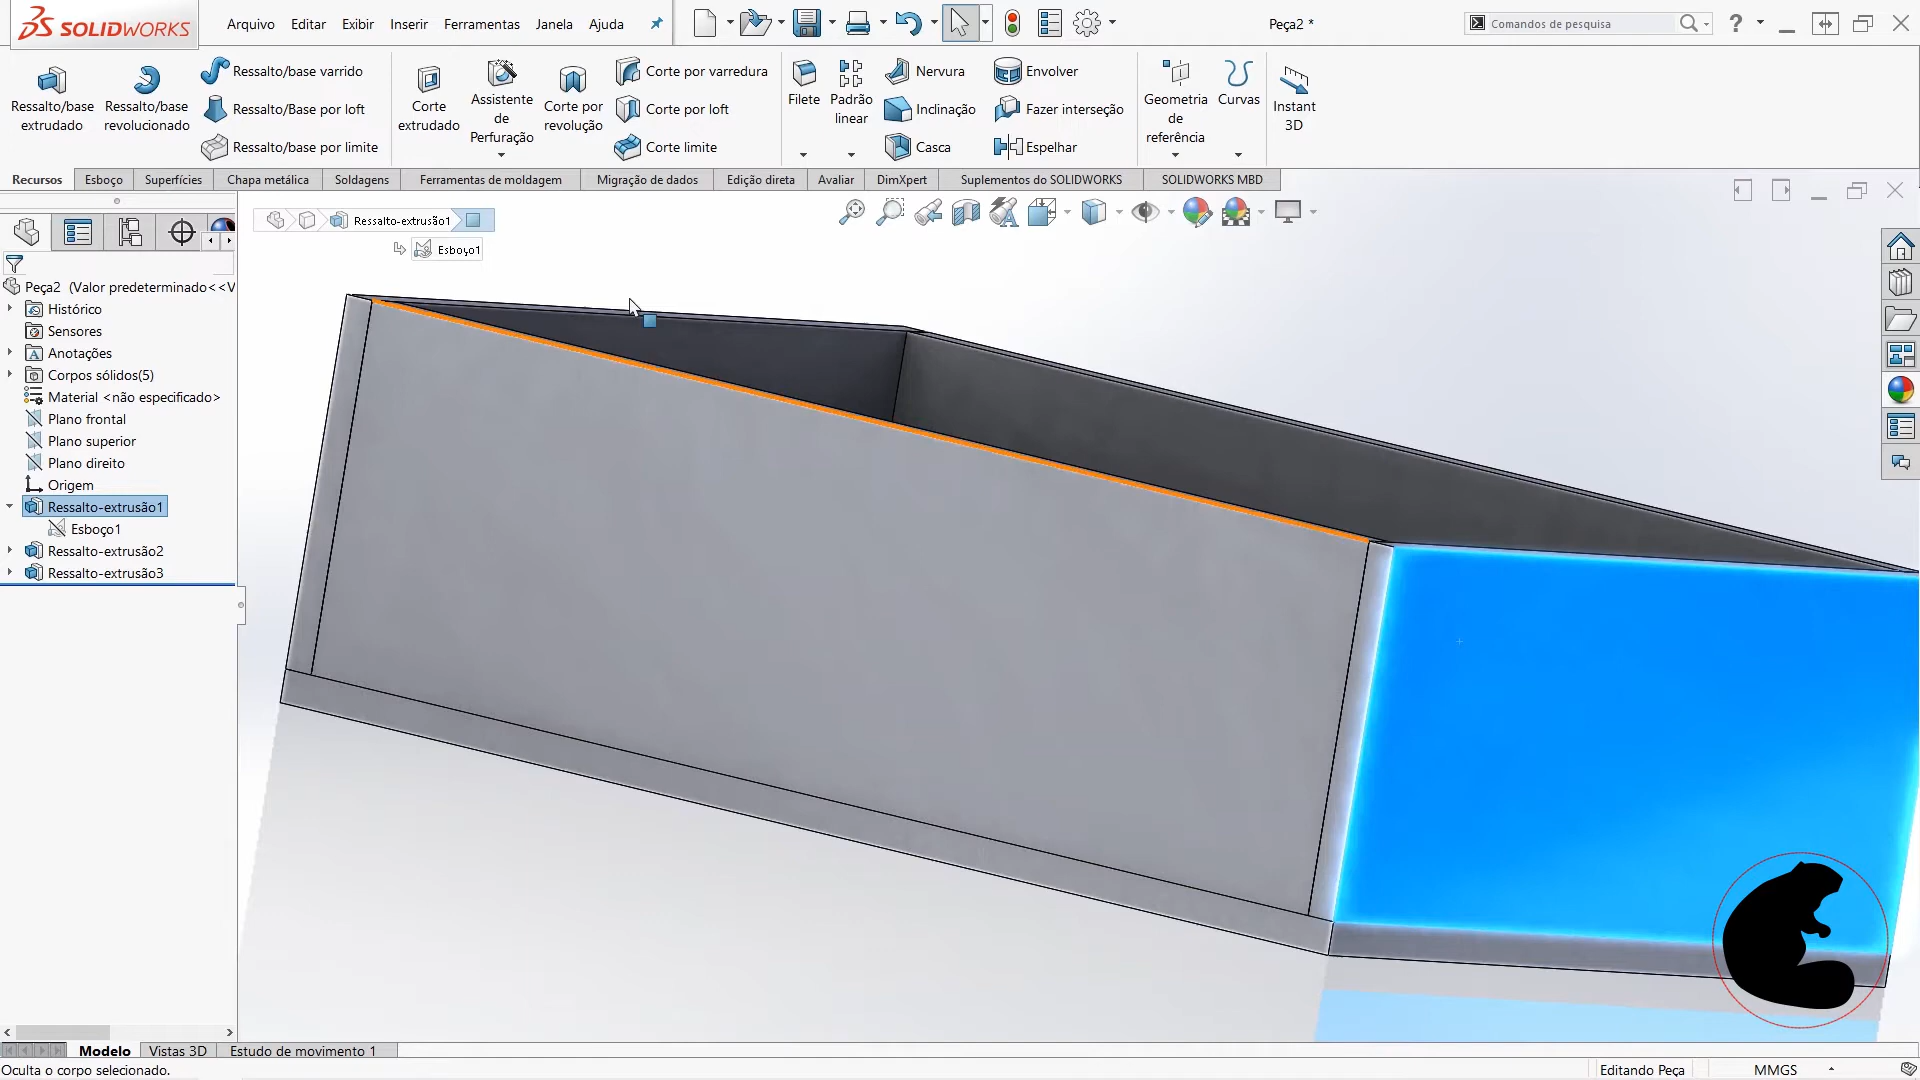 SOLIDWORKS
Arquivo Editar Exibir Inserir Ferramentas Janela Ajuda
Peça2 *
Comandos de pesquisa
?
Ressalto/base extrudado
Ressalto/base revolucionado
Ressalto/base varrido
Ressalto/Base por loft
Ressalto/base por limite
Corte extrudado
Assistente de Perfuração
Corte por revolução
Corte por varredura
Corte por loft
Corte limite
Filete
Padrão linear
Nervura
Inclinação
Casca
Envolver
Fazer interseção
Espelhar
Geometria de referência
Curvas
Instant 3D
Recursos Esboço Superfícies Chapa metálica Soldagens Ferramentas de moldagem Migração de dados Edição direta Avaliar DimXpert Suplementos do SOLIDWORKS SOLIDWORKS MBD
Ressalto-extrusão1
Esboço1
Peça2 (Valor predeterminado<<V
Histórico
Sensores
Anotações
Corpos sólidos(5)
Material <não especificado>
Plano frontal
Plano superior
Plano direito
Origem
Ressalto-extrusão1
Esboço1
Ressalto-extrusão2
Ressalto-extrusão3
Modelo Vistas 3D Estudo de movimento 1
Oculta o corpo selecionado.
Editando Peça
MMGS